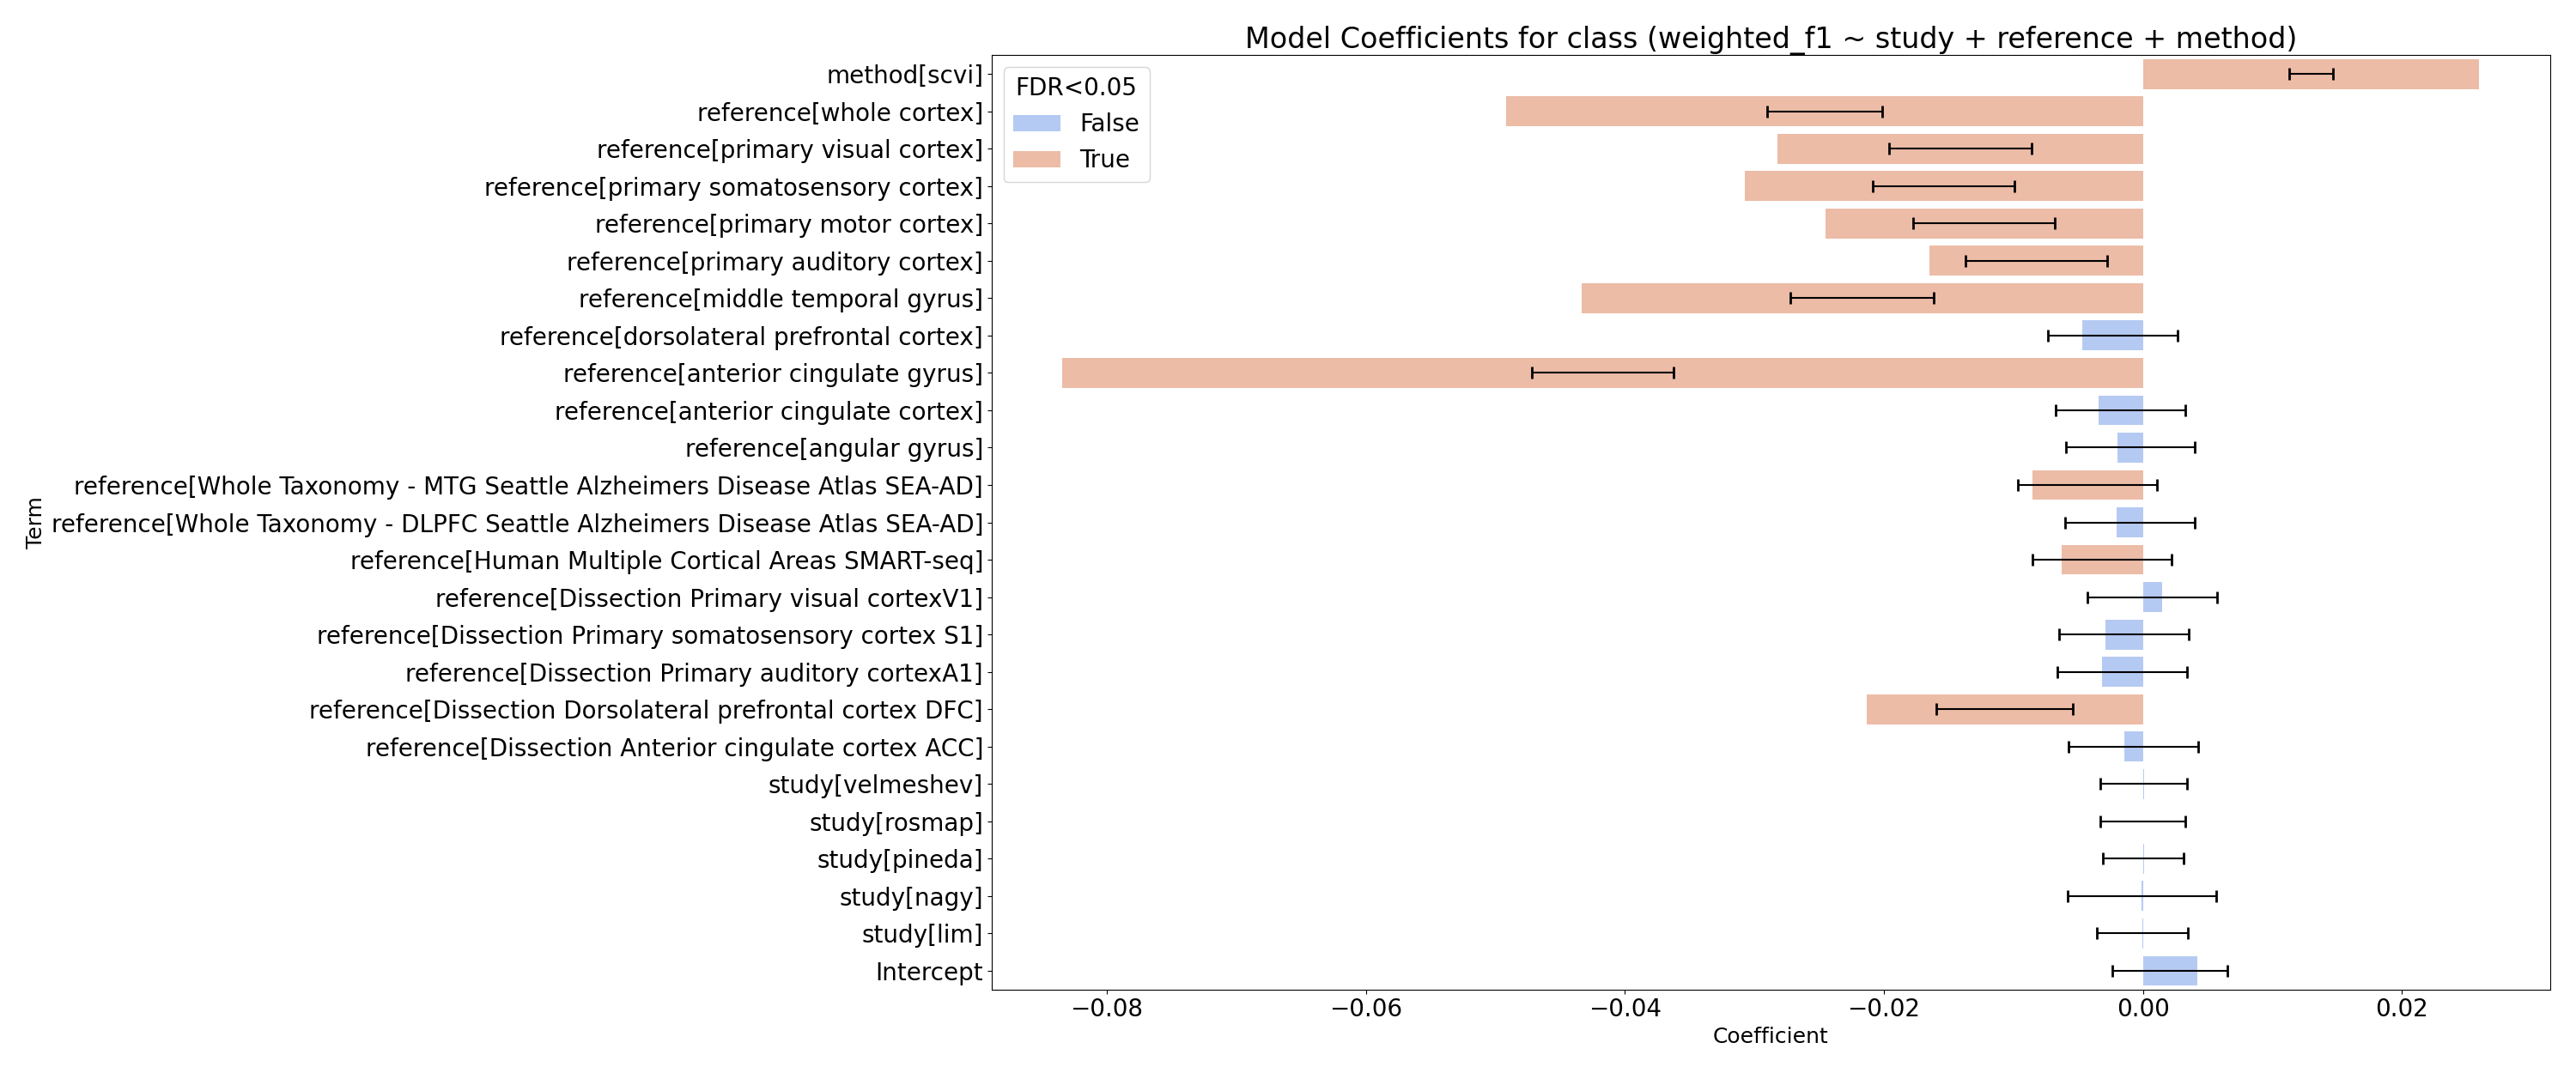 Model Coefficients for class (weighted_f1 ~ study + reference + method)
FDR<0.05
False
True
Term
method[scvi]
reference[whole cortex]
reference[primary visual cortex]
reference[primary somatosensory cortex]
reference[primary motor cortex]
reference[primary auditory cortex]
reference[middle temporal gyrus]
reference[dorsolateral prefrontal cortex]
reference[anterior cingulate gyrus]
reference[anterior cingulate cortex]
reference[angular gyrus]
reference[Whole Taxonomy - MTG Seattle Alzheimers Disease Atlas SEA-AD]
reference[Whole Taxonomy - DLPFC Seattle Alzheimers Disease Atlas SEA-AD]
reference[Human Multiple Cortical Areas SMART-seq]
reference[Dissection Primary visual cortexV1]
reference[Dissection Primary somatosensory cortex S1]
reference[Dissection Primary auditory cortexA1]
reference[Dissection Dorsolateral prefrontal cortex DFC]
reference[Dissection Anterior cingulate cortex ACC]
study[velmeshev]
study[rosmap]
study[pineda]
study[nagy]
study[lim]
Intercept
−0.08 −0.06 −0.04 −0.02 0.00 0.02
Coefficient